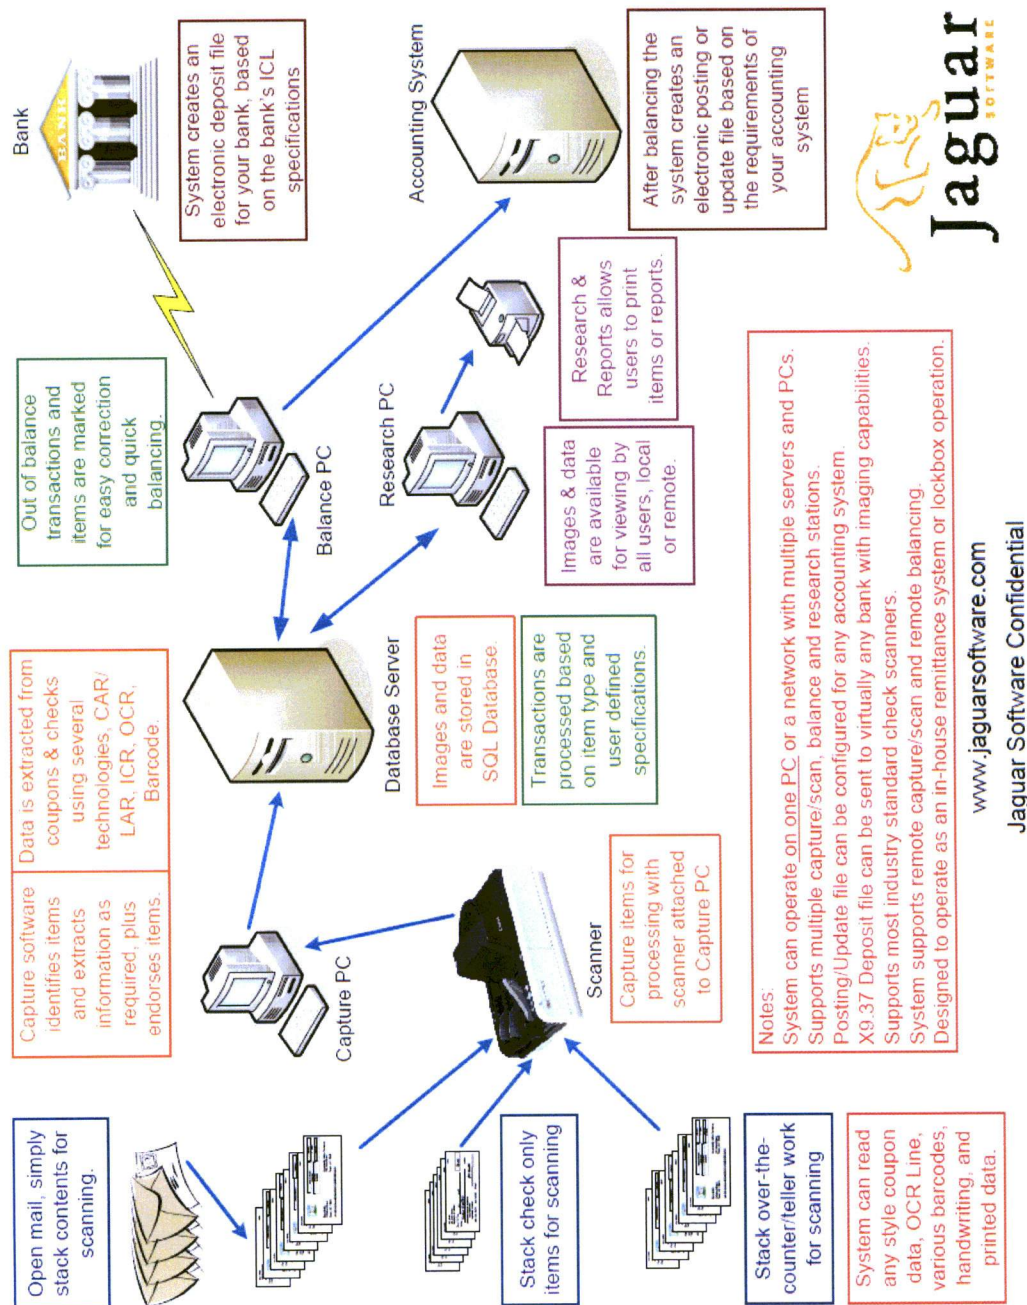 Open mail, simply
stack contents for
scanning.
Stack check only
items for scanning
Stack over-the-
counter/teller work
for scanning
System can read
any style coupon
data, OCR Line,
various barcodes,
handwriting, and
printed data.
Capture software
identifies items
and extracts
information as
required, plus
endorses items.
Data is extracted from
coupons & checks
using several
technologies, CAR/
LAR, ICR, OCR,
Barcode.
Capture PC
Scanner
Capture items for
processing with
scanner attached
to Capture PC
Database Server
Images and data
are stored in
SQL Database.
Transactions are
processed based
on item type and
user defined
specifications.
Out of balance
transactions and
items are marked
for easy correction
and quick
balancing.
Balance PC
Research PC
Images & data
are available
for viewing by
all users, local
or remote.
Research &
Reports allows
users to print
items or reports.
Bank
BANK
System creates an
electronic deposit file
for your bank, based
on the bank's ICL
specifications
Accounting System
After balancing the
system creates an
electronic posting or
update file based on
the requirements of
your accounting
system
Notes:
System can operate on one PC or a network with multiple servers and PCs.
Supports multiple capture/scan, balance and research stations.
Posting/Update file can be configured for any accounting system.
X9.37 Deposit file can be sent to virtually any bank with imaging capabilities.
Supports most industry standard check scanners.
System supports remote capture/scan and remote balancing.
Designed to operate as an in-house remittance system or lockbox operation.
www.jaguarsoftware.com
Jaguar Software Confidential
Jaguar
SOFTWARE